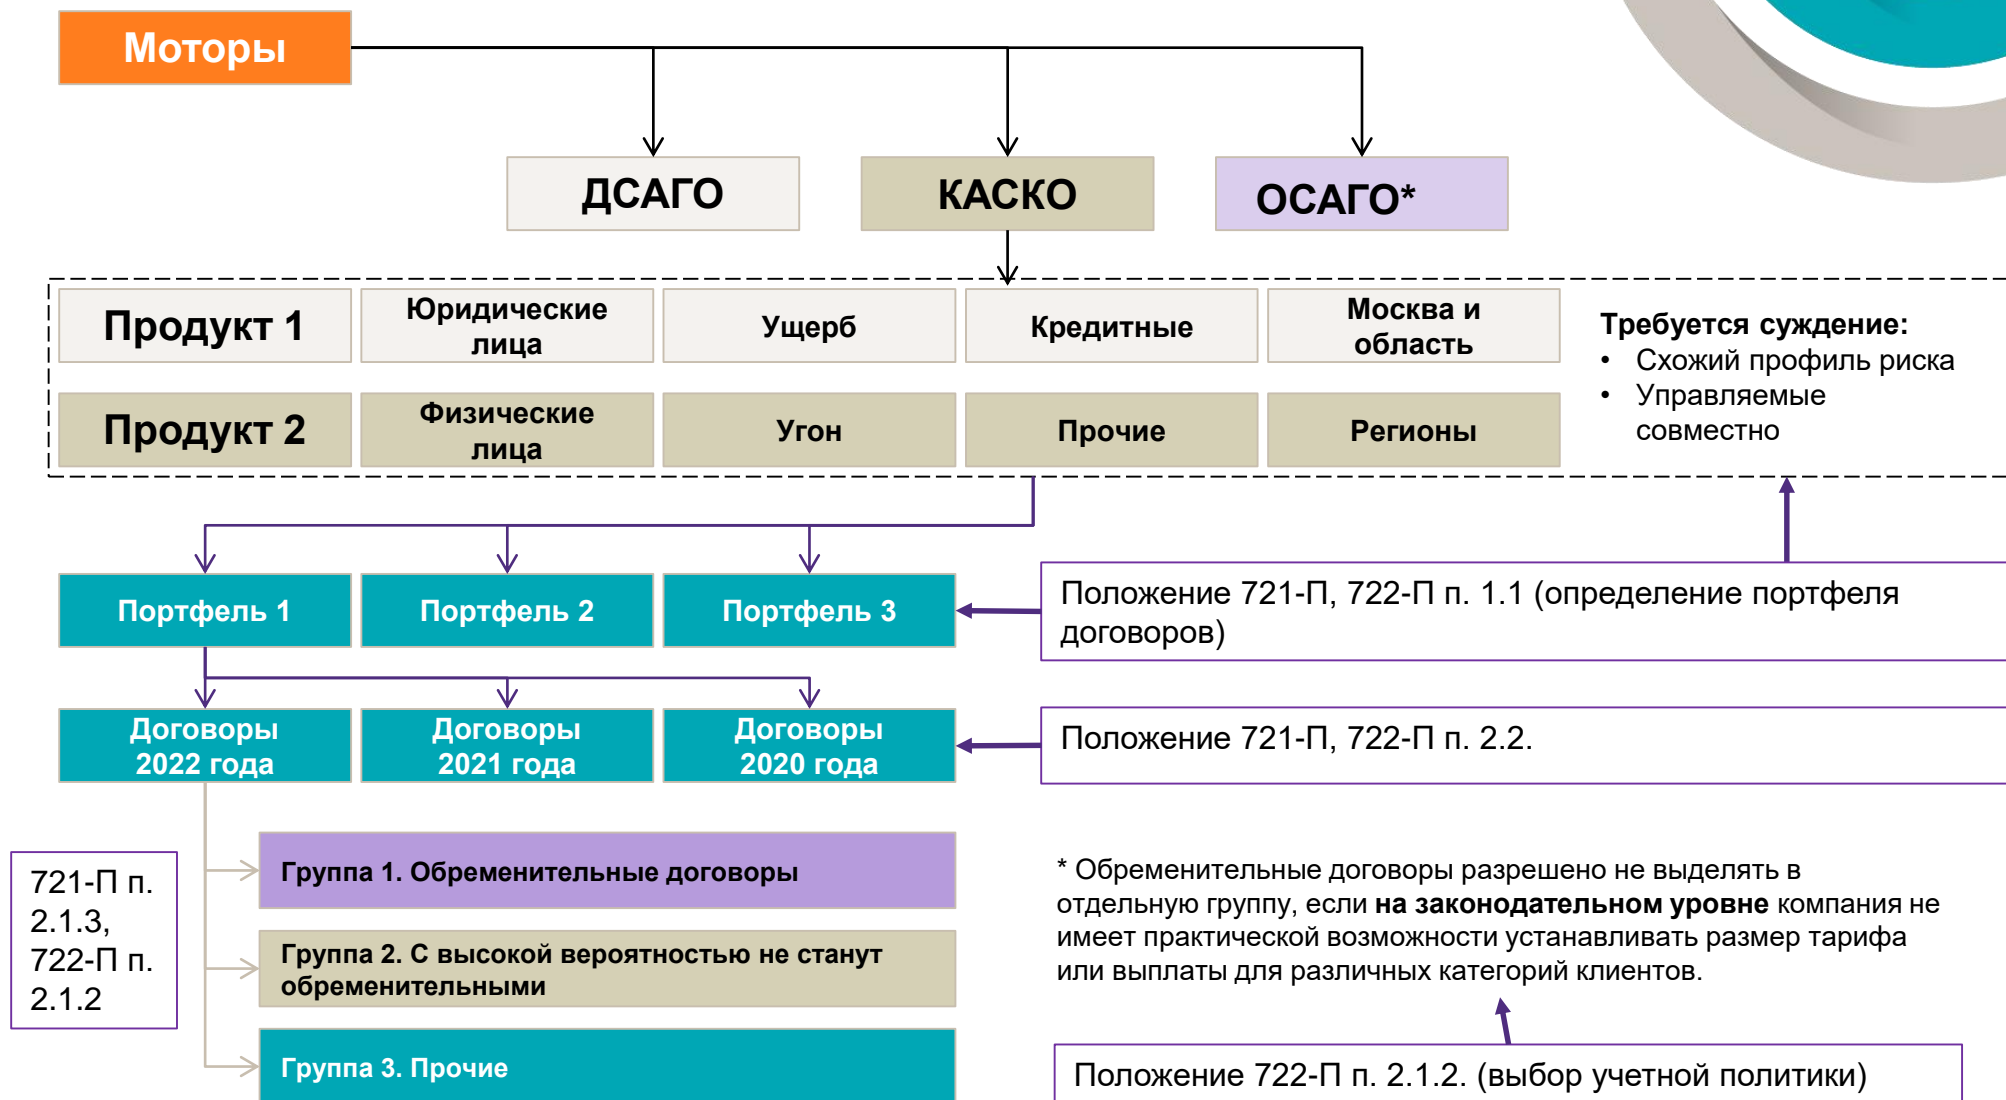 Моторы
ДСАГО
КАСКО
ОСАГО*
Продукт 1
Юридические
лица
Ущерб
Кредитные
Москва и
область
Продукт 2
Физические
лица
Угон
Прочие
Регионы
Требуется суждение:
• Схожий профиль риска
• Управляемые
совместно
Портфель 1
Портфель 2
Портфель 3
Положение 721-П, 722-П п. 1.1 (определение портфеля
договоров)
Договоры
2022 года
Договоры
2021 года
Договоры
2020 года
Положение 721-П, 722-П п. 2.2.
721-П п.
2.1.3,
722-П п.
2.1.2
Группа 1. Обременительные договоры
Группа 2. С высокой вероятностью не станут
обременительными
Группа 3. Прочие
* Обременительные договоры разрешено не выделять в
отдельную группу, если на законодательном уровне компания не
имеет практической возможности устанавливать размер тарифа
или выплаты для различных категорий клиентов.
Положение 722-П п. 2.1.2. (выбор учетной политики)